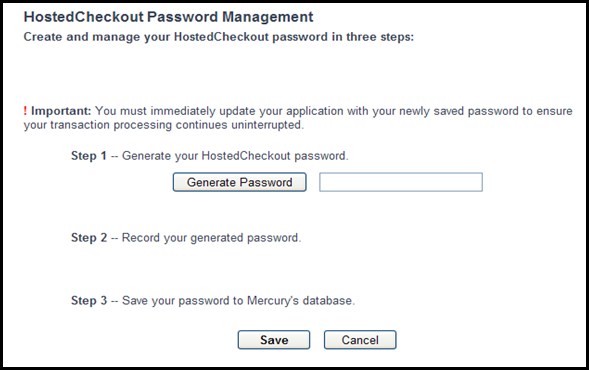 HostedCheckout Password Management
Create and manage your HostedCheckout password in three steps:
! Important: You must immediately update your application with your newly saved password to ensure
your transaction processing continues uninterrupted.
Step 1 -- Generate your HostedCheckout password.
Generate Password
Step 2 -- Record your generated password.
Step 3 -- Save your password to Mercury's database.
Save Cancel